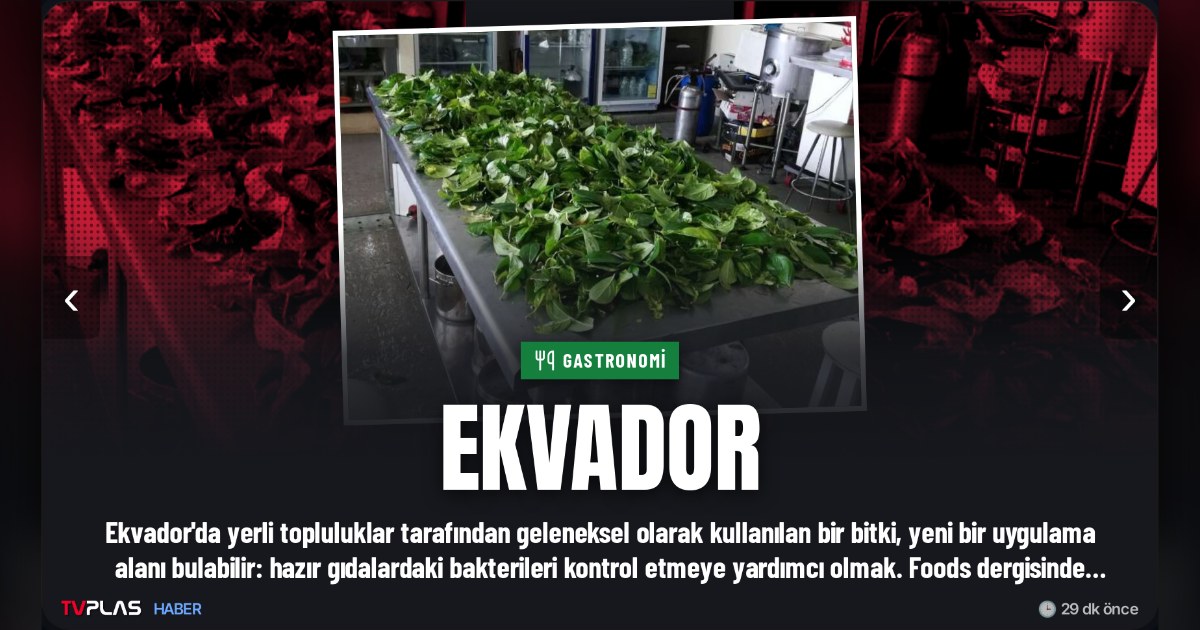 GASTRONOMİ
EKVADOR
Ekvador'da yerli topluluklar tarafından geleneksel olarak kullanılan bir bitki, yeni bir uygulama
alanı bulabilir: hazır gıdalardaki bakterileri kontrol etmeye yardımcı olmak. Foods dergisinde...
TVPLAS HABER
29 dk önce